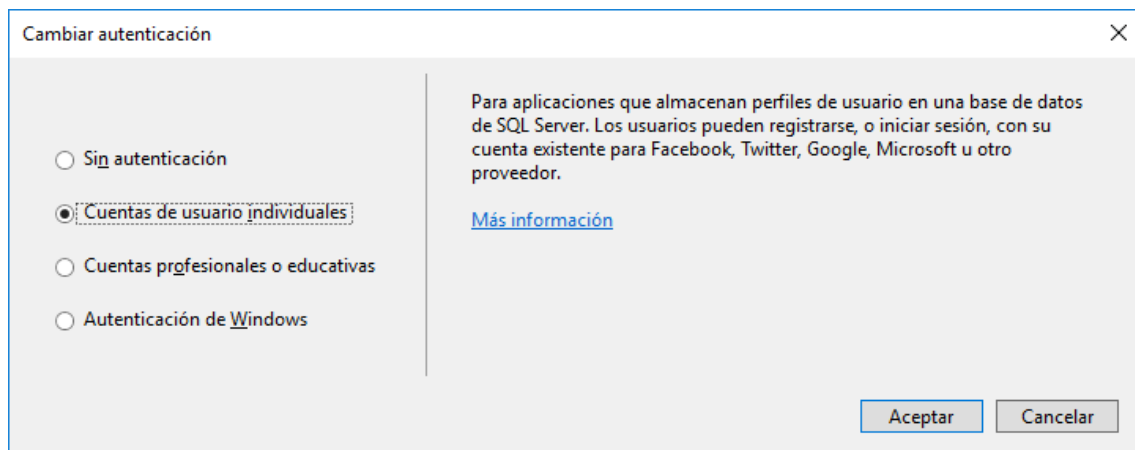 Cambiar autenticación
Sin autenticación
Cuentas de usuario individuales
Cuentas profesionales o educativas
Autenticación de Windows
Para aplicaciones que almacenan perfiles de usuario en una base de datos
de SQL Server. Los usuarios pueden registrarse, o iniciar sesión, con su
cuenta existente para Facebook, Twitter, Google, Microsoft u otro
proveedor.
Más información
Aceptar
Cancelar